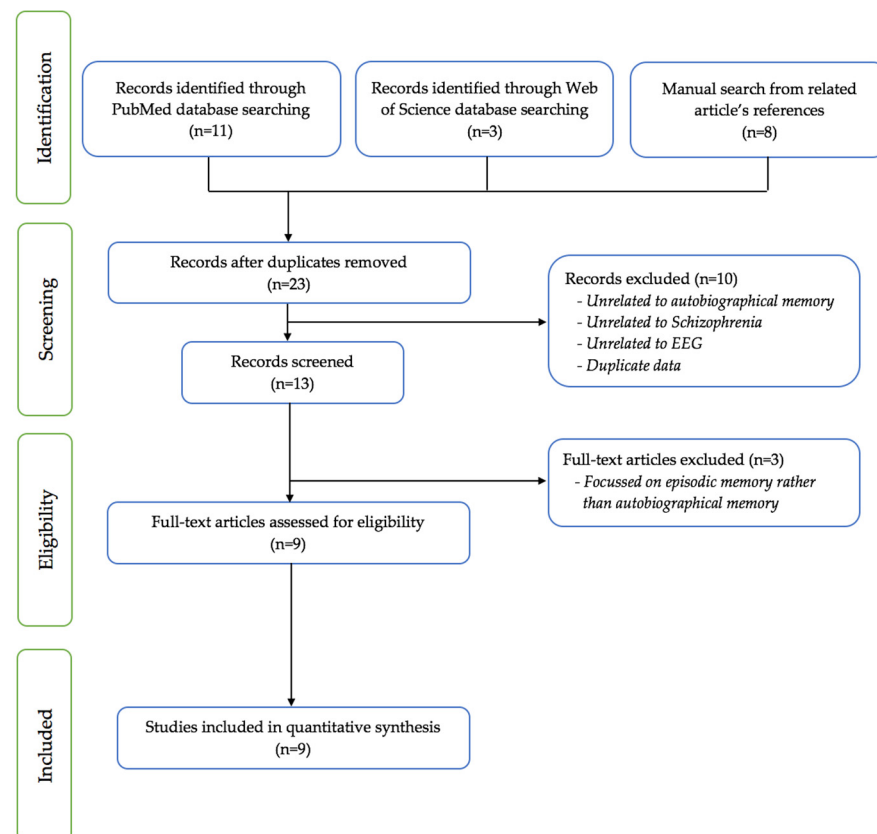 Identification
Records identified through
PubMed database searching
(n=11)
Records identified through Web
of Science database searching
(n=3)
Manual search from related
article's references
(n=8)
Screening
Records after duplicates removed
(n=23)
Records excluded (n=10)
- Unrelated to autobiographical memory
- Unrelated to Schizophrenia
- Unrelated to EEG
- Duplicate data
Records screened
(n=13)
Eligibility
Full-text articles excluded (n=3)
- Focussed on episodic memory rather
than autobiographical memory
Full-text articles assessed for eligibility
(n=9)
Included
Studies included in quantitative synthesis
(n=9)